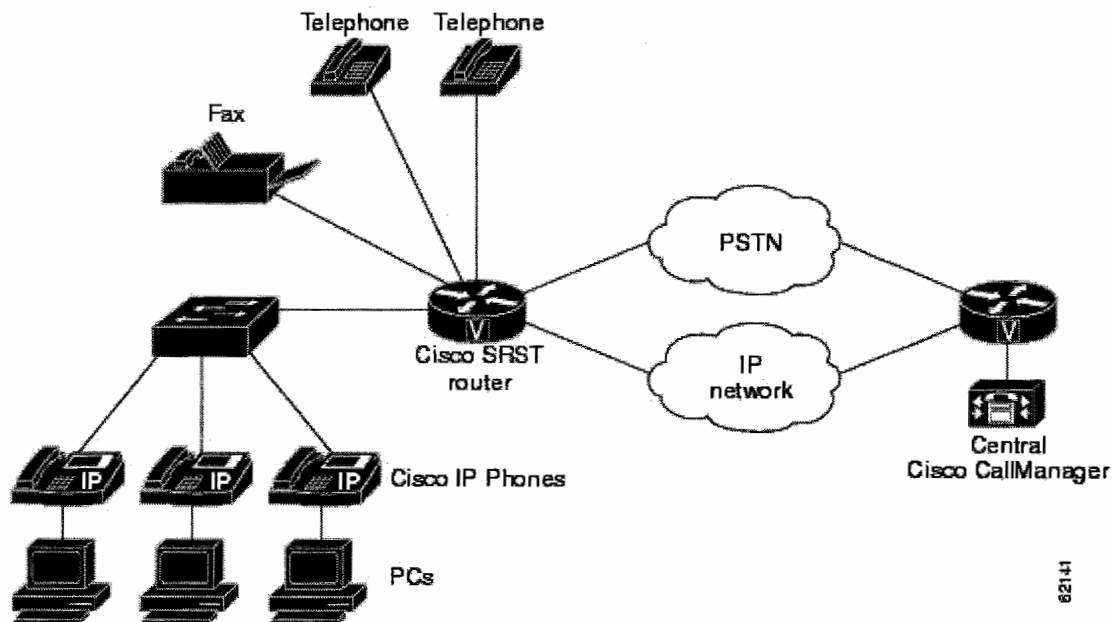 Telephone Telephone
Fax
PSTN
V
V
Cisco SRST
router
IP
network
Central
Cisco CallManager
IP
IP
IP
Cisco IP Phones
PCs
62141